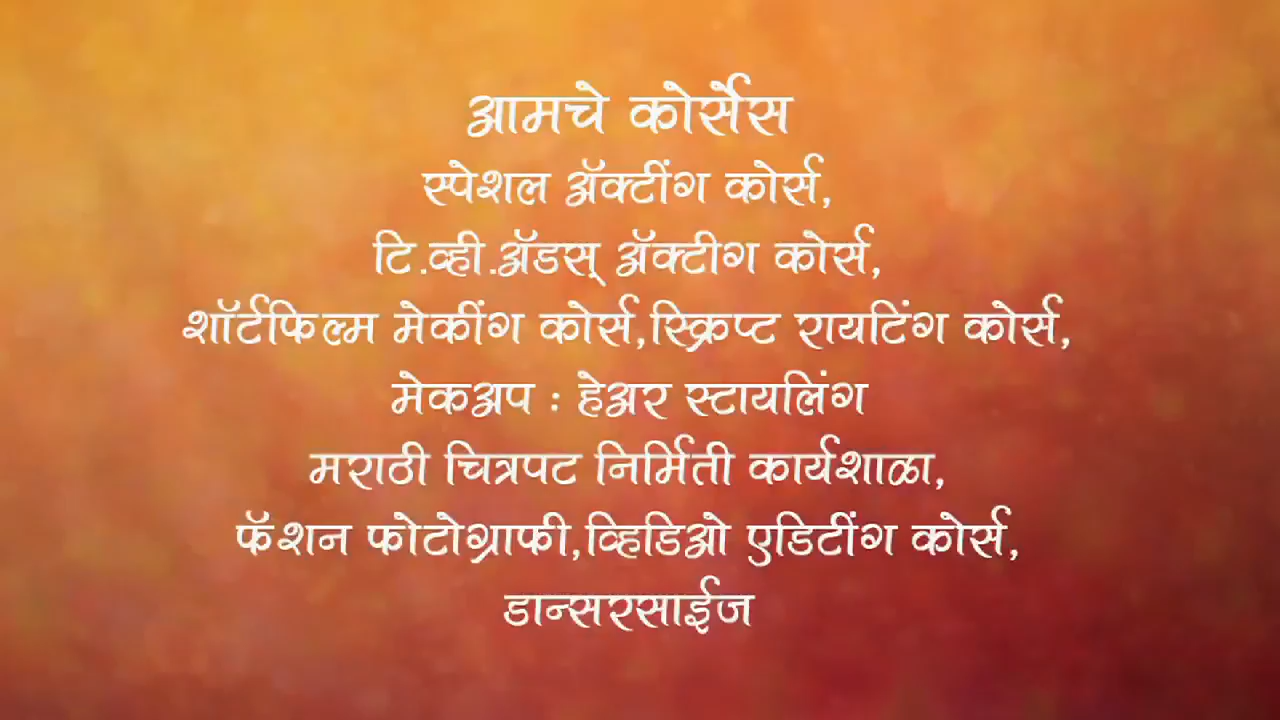 आमचे कोर्सेस
स्पेशल ॲक्टींग कोर्स,
टि.व्ही.ॲडस् ॲक्टीग कोर्स,
शॉर्टफिल्म मेकींग कोर्स,स्क्रिप्ट रायटिंग कोर्स,
मेकअप : हेअर स्टायलिंग
मराठी चित्रपट निर्मिती कार्यशाळा,
फॅशन फोटोग्राफी,व्हिडिओ एडिटींग कोर्स,
डान्सरसाईज